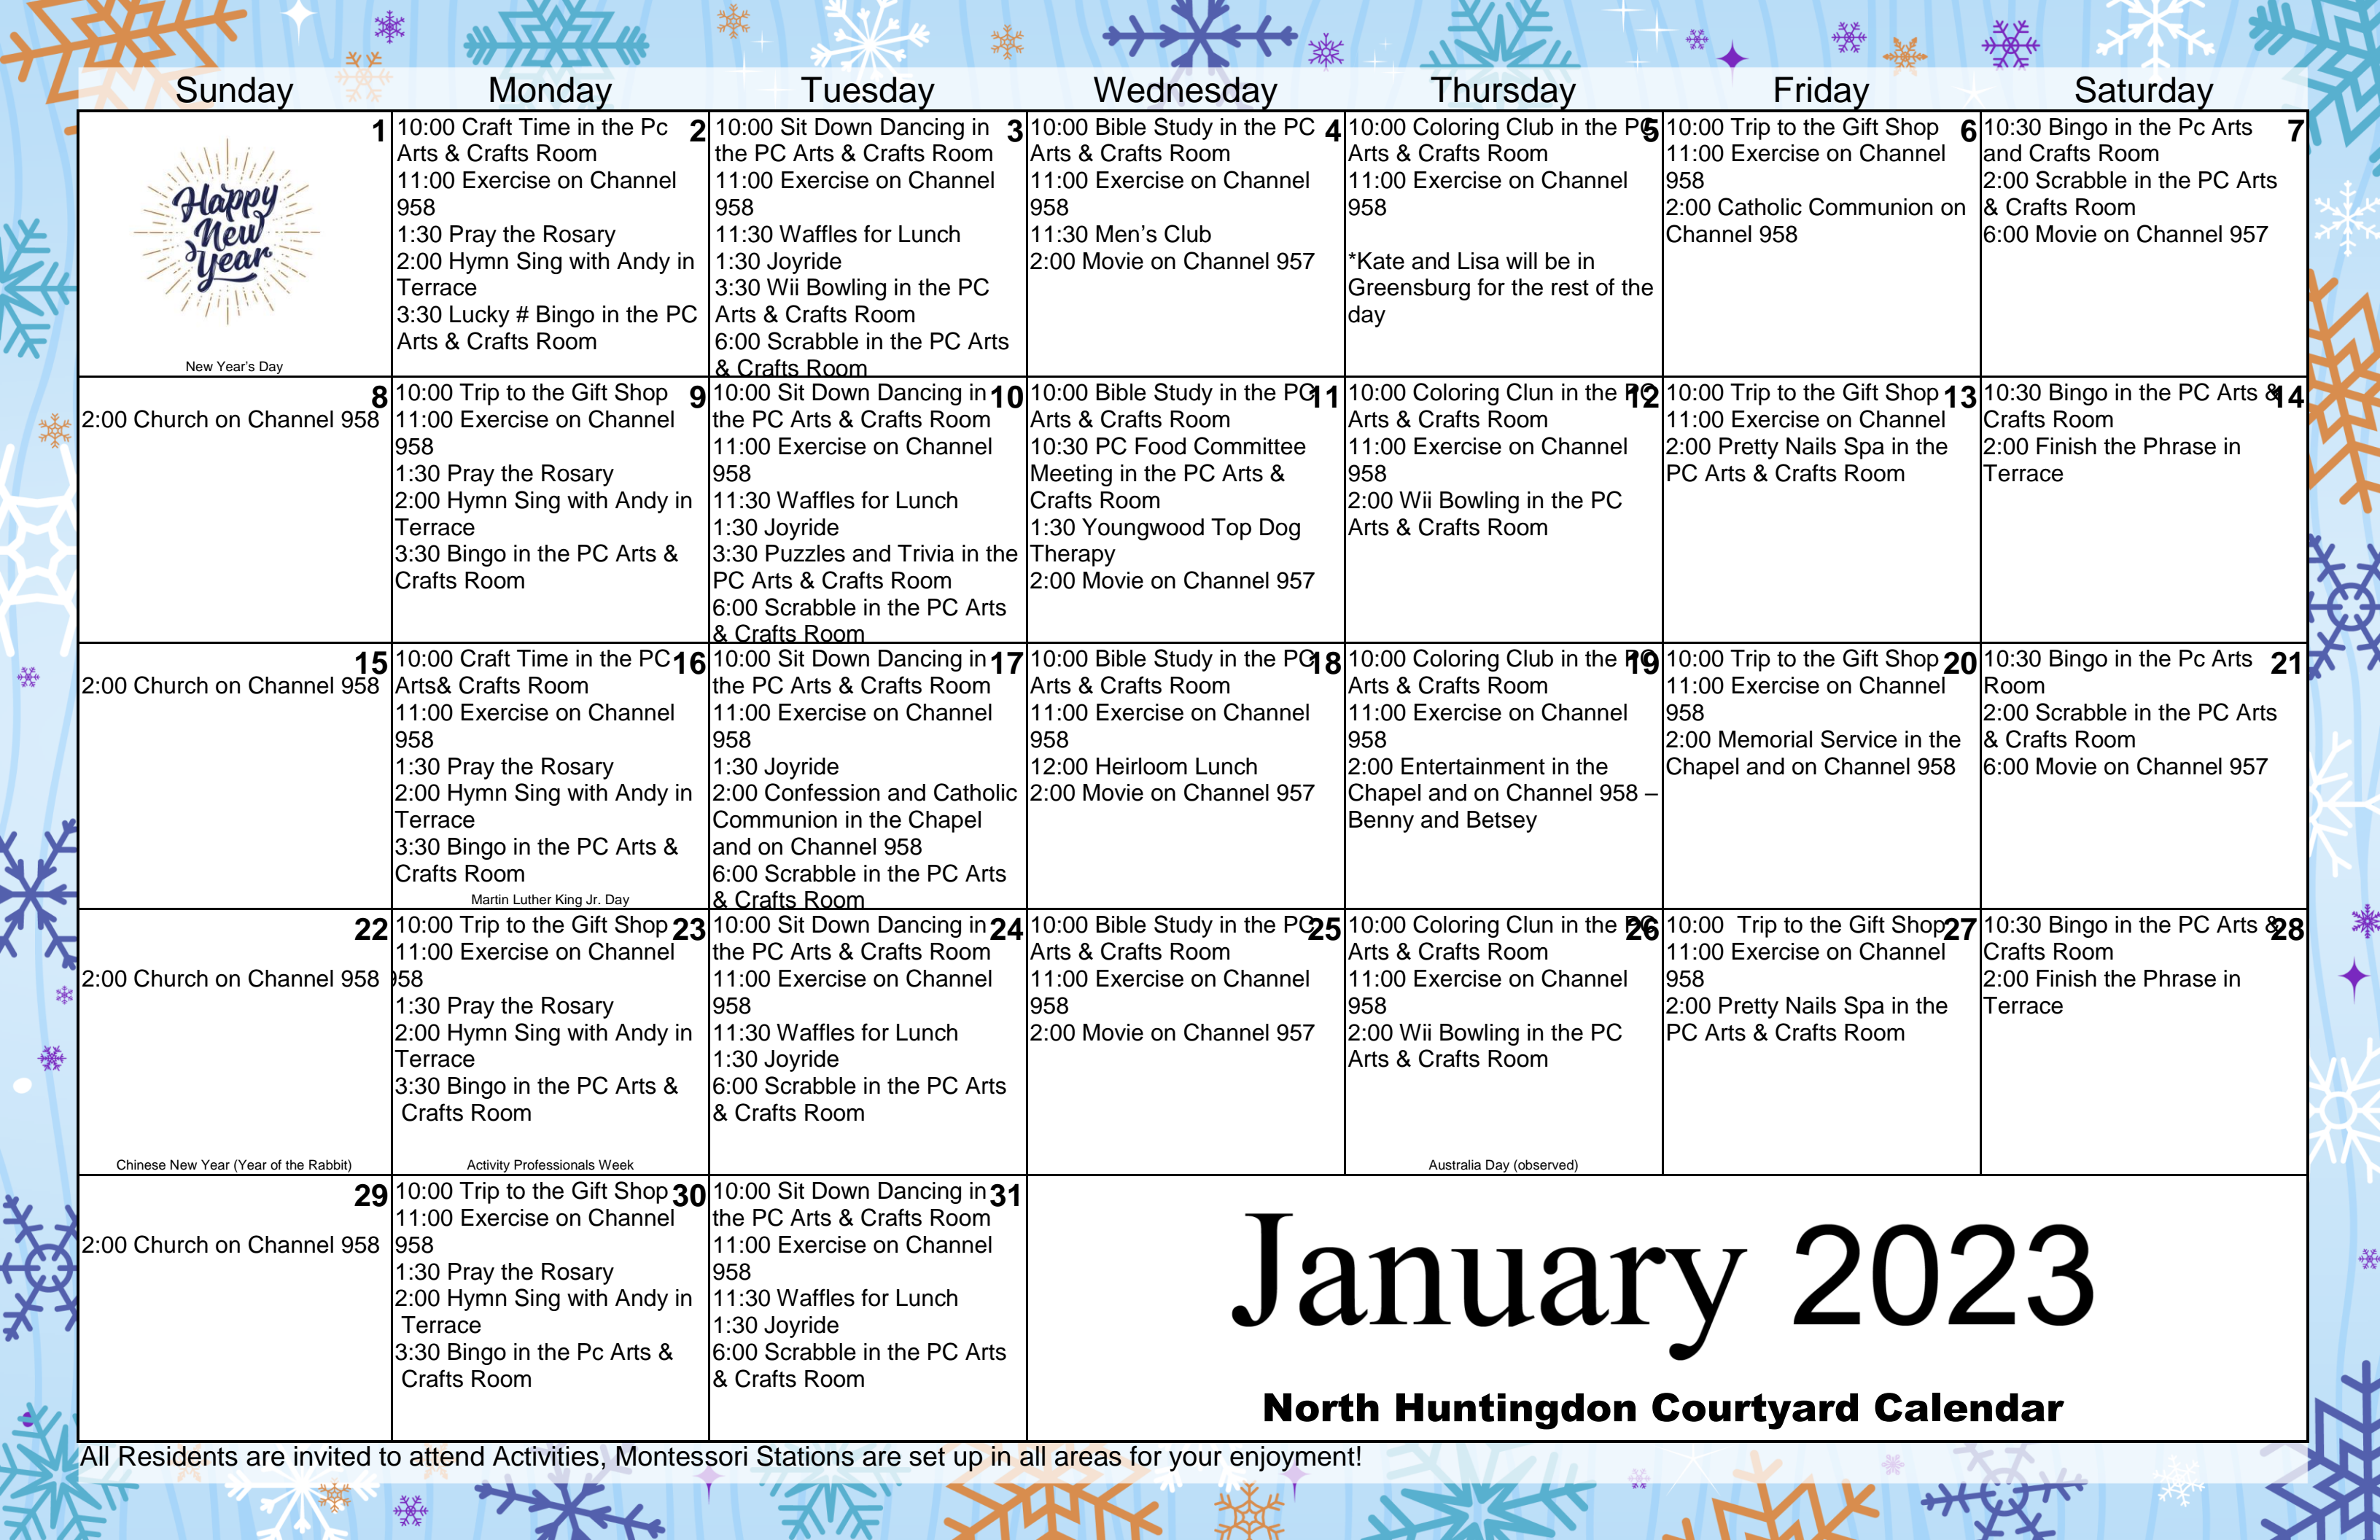 Sunday
Monday
Tuesday
Wednesday
Thursday
Friday
Saturday
1
Happy
New
Year
New Year's Day
2
10:00 Craft Time in the Pc
Arts & Crafts Room
11:00 Exercise on Channel
958
1:30 Pray the Rosary
2:00 Hymn Sing with Andy in
Terrace
3:30 Lucky # Bingo in the PC
Arts & Crafts Room
3
10:00 Sit Down Dancing in
the PC Arts & Crafts Room
11:00 Exercise on Channel
958
11:30 Waffles for Lunch
1:30 Joyride
3:30 Wii Bowling in the PC
Arts & Crafts Room
6:00 Scrabble in the PC Arts
& Crafts Room
4
10:00 Bible Study in the PC
Arts & Crafts Room
11:00 Exercise on Channel
958
11:30 Men's Club
2:00 Movie on Channel 957
5
10:00 Coloring Club in the PC
Arts & Crafts Room
11:00 Exercise on Channel
958
*Kate and Lisa will be in
Greensburg for the rest of the
day
6
10:00 Trip to the Gift Shop
11:00 Exercise on Channel
958
2:00 Catholic Communion on
Channel 958
7
10:30 Bingo in the Pc Arts
and Crafts Room
2:00 Scrabble in the PC Arts
& Crafts Room
6:00 Movie on Channel 957
8
2:00 Church on Channel 958
9
10:00 Trip to the Gift Shop
11:00 Exercise on Channel
958
1:30 Pray the Rosary
2:00 Hymn Sing with Andy in
Terrace
3:30 Bingo in the PC Arts &
Crafts Room
10
10:00 Sit Down Dancing in
the PC Arts & Crafts Room
11:00 Exercise on Channel
958
11:30 Waffles for Lunch
1:30 Joyride
3:30 Puzzles and Trivia in the
PC Arts & Crafts Room
6:00 Scrabble in the PC Arts
& Crafts Room
11
10:00 Bible Study in the PC
Arts & Crafts Room
10:30 PC Food Committee
Meeting in the PC Arts &
Crafts Room
1:30 Youngwood Top Dog
Therapy
2:00 Movie on Channel 957
12
10:00 Coloring Clun in the PC
Arts & Crafts Room
11:00 Exercise on Channel
958
2:00 Wii Bowling in the PC
Arts & Crafts Room
13
10:00 Trip to the Gift Shop
11:00 Exercise on Channel
2:00 Pretty Nails Spa in the
PC Arts & Crafts Room
14
10:30 Bingo in the PC Arts &
Crafts Room
2:00 Finish the Phrase in
Terrace
15
2:00 Church on Channel 958
16
10:00 Craft Time in the PC
Arts& Crafts Room
11:00 Exercise on Channel
958
1:30 Pray the Rosary
2:00 Hymn Sing with Andy in
Terrace
3:30 Bingo in the PC Arts &
Crafts Room
Martin Luther King Jr. Day
17
10:00 Sit Down Dancing in
the PC Arts & Crafts Room
11:00 Exercise on Channel
958
1:30 Joyride
2:00 Confession and Catholic
Communion in the Chapel
and on Channel 958
6:00 Scrabble in the PC Arts
& Crafts Room
18
10:00 Bible Study in the PC
Arts & Crafts Room
11:00 Exercise on Channel
958
12:00 Heirloom Lunch
2:00 Movie on Channel 957
19
10:00 Coloring Club in the PC
Arts & Crafts Room
11:00 Exercise on Channel
958
2:00 Entertainment in the
Chapel and on Channel 958 –
Benny and Betsey
20
10:00 Trip to the Gift Shop
11:00 Exercise on Channel
958
2:00 Memorial Service in the
Chapel and on Channel 958
21
10:30 Bingo in the Pc Arts
Room
2:00 Scrabble in the PC Arts
& Crafts Room
6:00 Movie on Channel 957
22
2:00 Church on Channel 958
Chinese New Year (Year of the Rabbit)
23
10:00 Trip to the Gift Shop
11:00 Exercise on Channel
958
1:30 Pray the Rosary
2:00 Hymn Sing with Andy in
Terrace
3:30 Bingo in the PC Arts &
Crafts Room
Activity Professionals Week
24
10:00 Sit Down Dancing in
the PC Arts & Crafts Room
11:00 Exercise on Channel
958
11:30 Waffles for Lunch
1:30 Joyride
6:00 Scrabble in the PC Arts
& Crafts Room
25
10:00 Bible Study in the PC
Arts & Crafts Room
11:00 Exercise on Channel
958
2:00 Movie on Channel 957
26
10:00 Coloring Clun in the PC
Arts & Crafts Room
11:00 Exercise on Channel
958
2:00 Wii Bowling in the PC
Arts & Crafts Room
Australia Day (observed)
27
10:00 Trip to the Gift Shop
11:00 Exercise on Channel
958
2:00 Pretty Nails Spa in the
PC Arts & Crafts Room
28
10:30 Bingo in the PC Arts &
Crafts Room
2:00 Finish the Phrase in
Terrace
29
2:00 Church on Channel 958
30
10:00 Trip to the Gift Shop
11:00 Exercise on Channel
958
1:30 Pray the Rosary
2:00 Hymn Sing with Andy in
Terrace
3:30 Bingo in the Pc Arts &
Crafts Room
31
10:00 Sit Down Dancing in
the PC Arts & Crafts Room
11:00 Exercise on Channel
958
11:30 Waffles for Lunch
1:30 Joyride
6:00 Scrabble in the PC Arts
& Crafts Room
January 2023
North Huntingdon Courtyard Calendar
All Residents are invited to attend Activities, Montessori Stations are set up in all areas for your enjoyment!